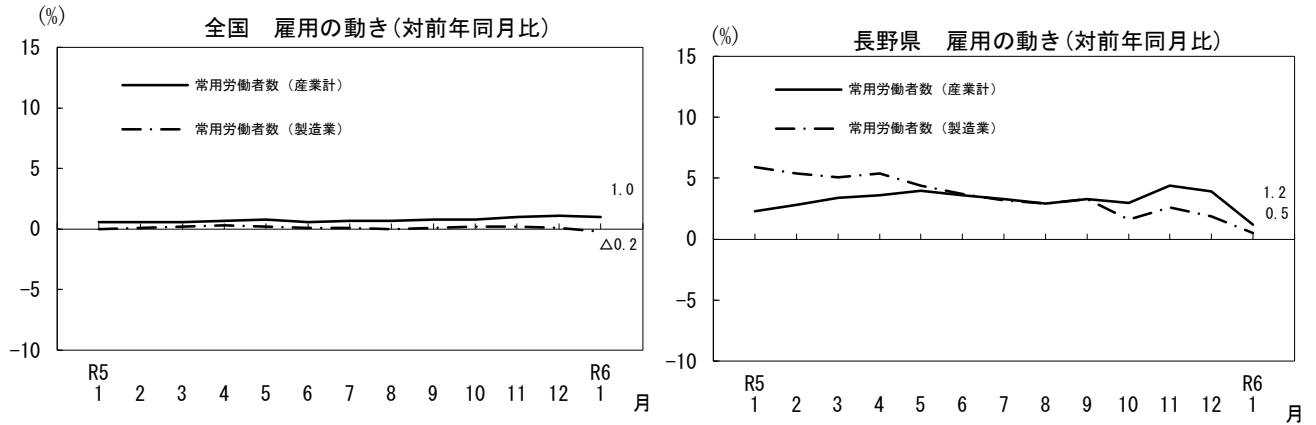 (%)
全国　雇用の動き(対前年同月比)
15
10
5
0
−5
−10
常用労働者数（産業計）
常用労働者数（製造業）
1.0
△0.2
R5 R6
1 2 3 4 5 6 7 8 9 10 11 12 1 月
(%)
長野県　雇用の動き(対前年同月比)
15
10
5
0
−5
−10
常用労働者数（産業計）
常用労働者数（製造業）
1.2
0.5
R5 R6
1 2 3 4 5 6 7 8 9 10 11 12 1 月